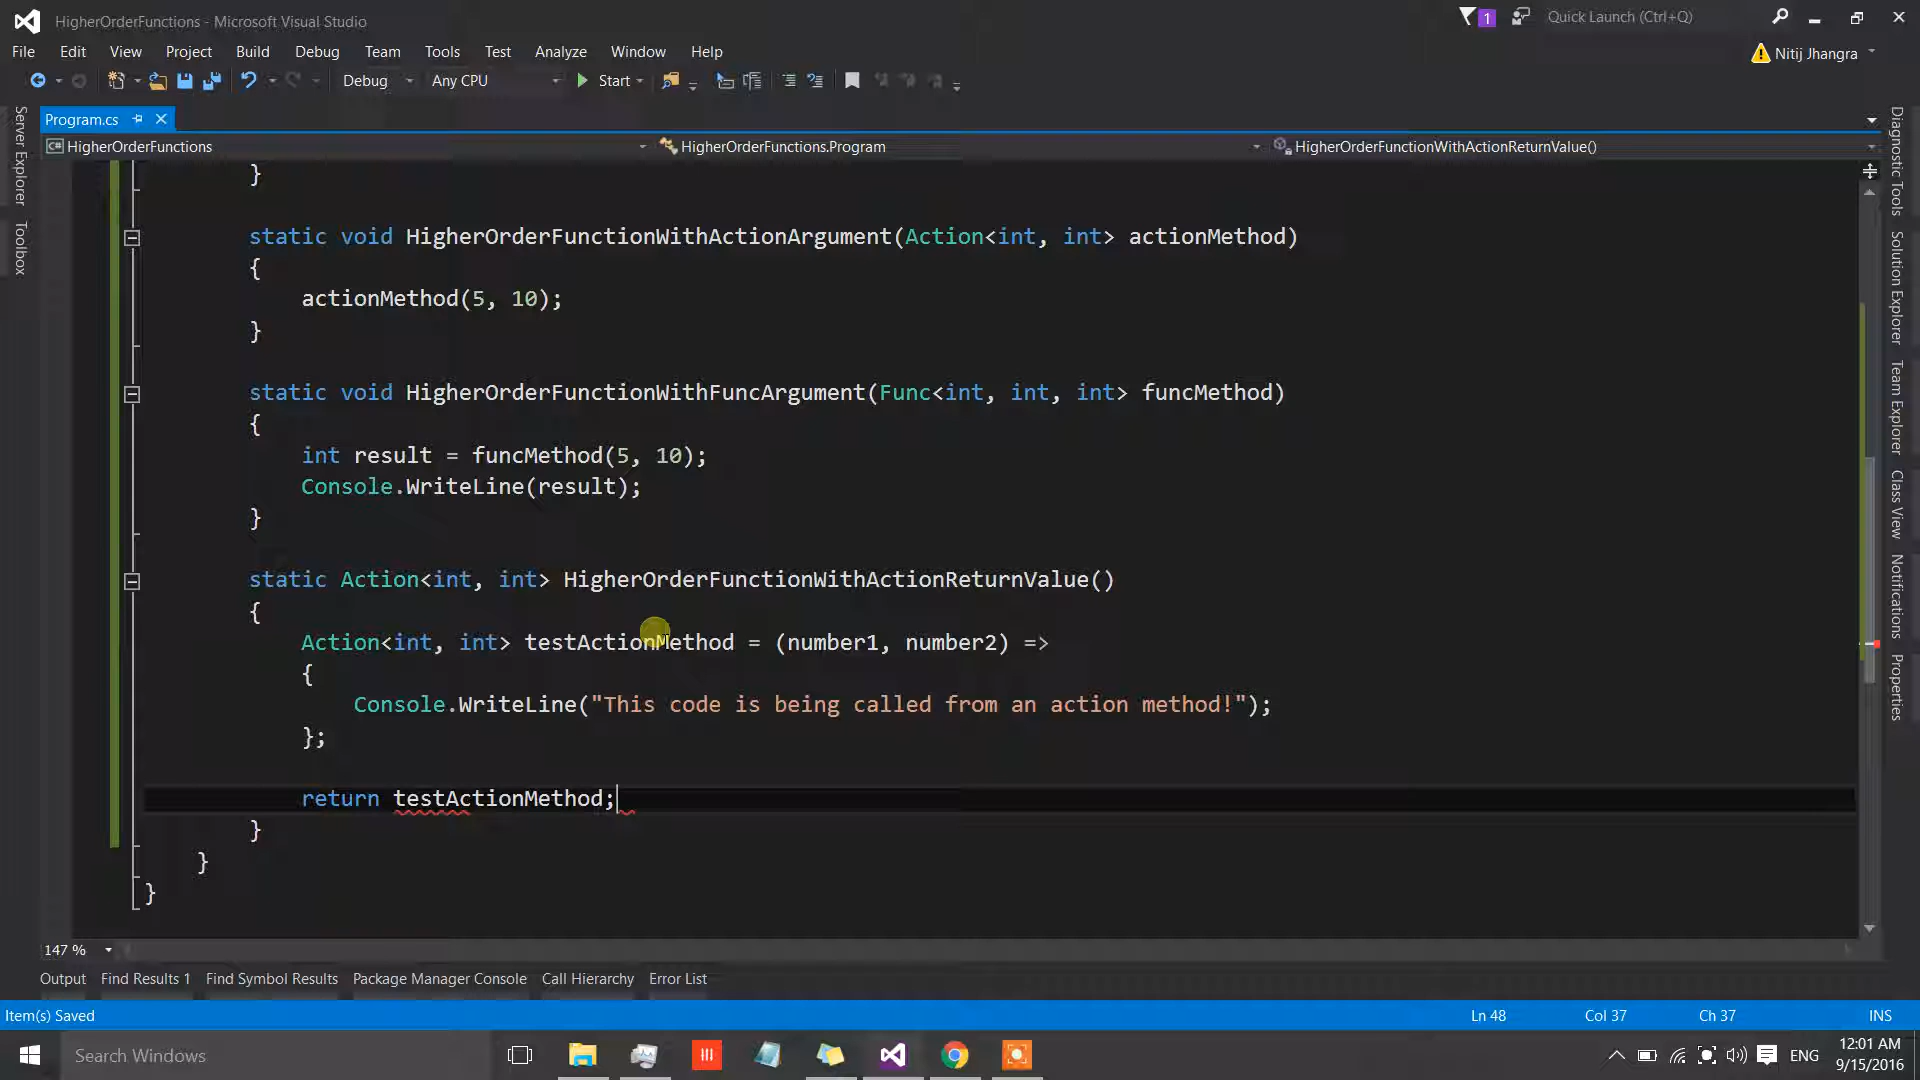 HigherOrderFunctions - Microsoft Visual Studio
1
Quick Launch (Ctrl+Q)
File Edit View Project Build Debug Team Tools Test Analyze Window Help
Nitij Jhangra
Debug Any CPU Start
Program.cs
C# HigherOrderFunctions HigherOrderFunctions.Program HigherOrderFunctionWithActionReturnValue()
Server Explorer
Toolbox
}
static void HigherOrderFunctionWithActionArgument(Action<int, int> actionMethod)
{
actionMethod(5, 10);
}
static void HigherOrderFunctionWithFuncArgument(Func<int, int, int> funcMethod)
{
int result = funcMethod(5, 10);
Console.WriteLine(result);
}
static Action<int, int> HigherOrderFunctionWithActionReturnValue()
{
Action<int, int> testActionMethod = (number1, number2) =>
{
Console.WriteLine("This code is being called from an action method!");
};
return testActionMethod;
}
}
}
Diagnostic Tools
Solution Explorer
Team Explorer
Class View
Notifications
Properties
147 %
Output Find Results 1 Find Symbol Results Package Manager Console Call Hierarchy Error List
Item(s) Saved Ln 48 Col 37 Ch 37 INS
Search Windows
ENG
12:01 AM
9/15/2016